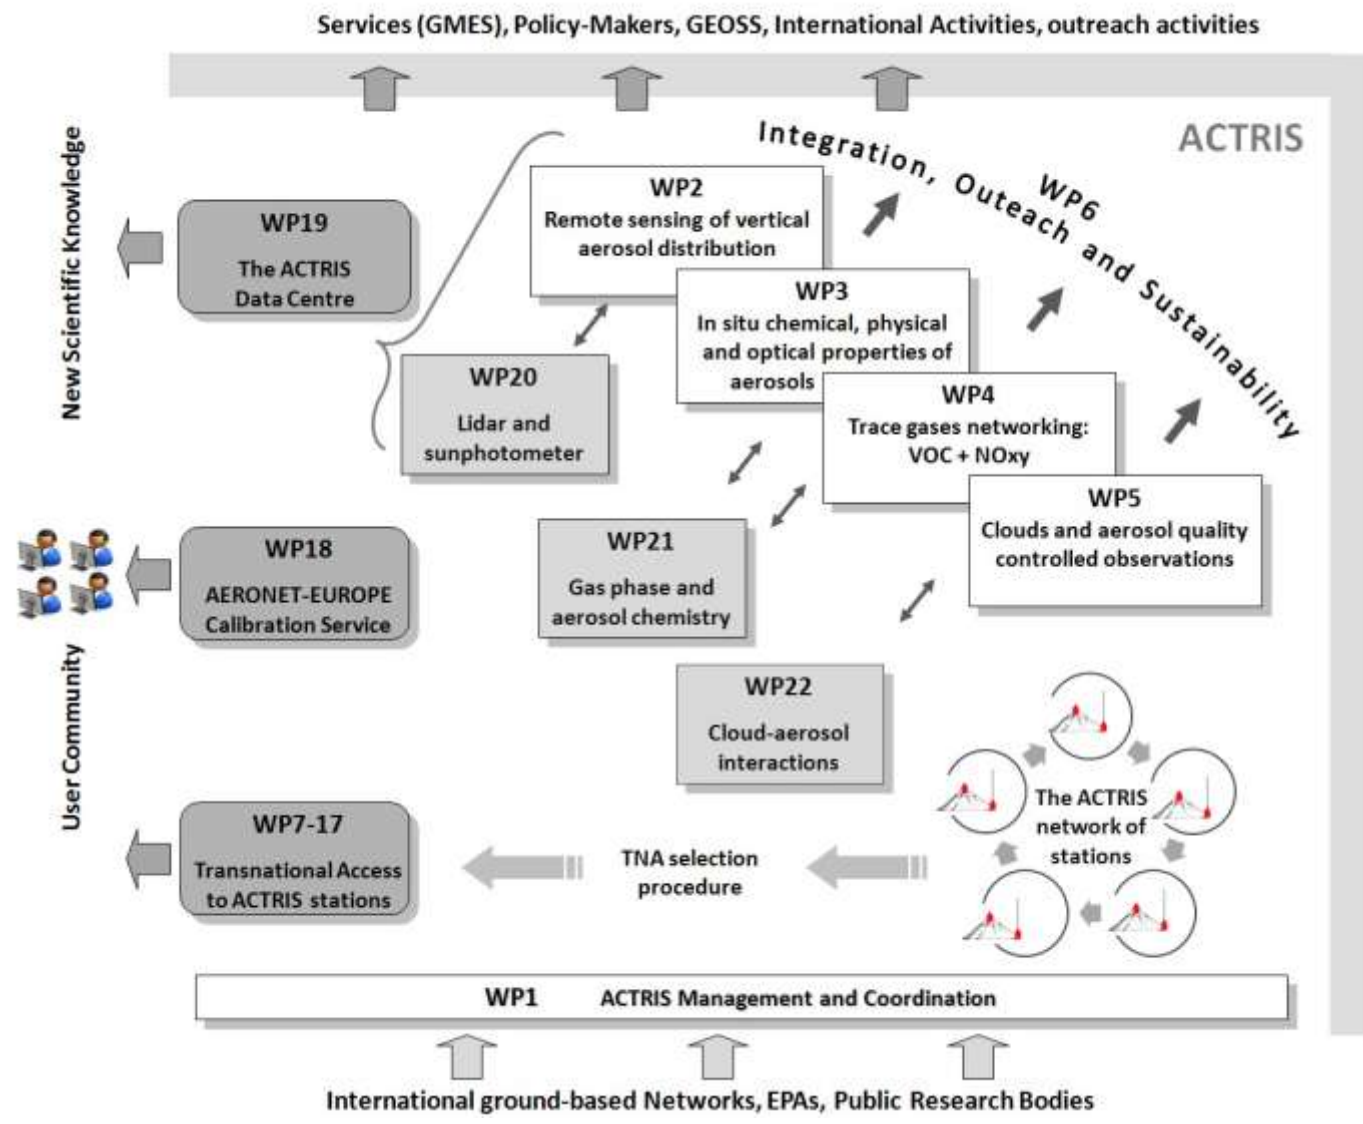 Services (GMES), Policy-Makers, GEOSS, International Activities, outreach activities
ACTRIS
Integration, Outeach and Sustainability
WP6
New Scientific Knowledge
WP19
The ACTRIS
Data Centre
WP2
Remote sensing of vertical
aerosol distribution
WP3
In situ chemical, physical
and optical properties of
aerosols
WP20
Lidar and
sunphotometer
WP4
Trace gases networking:
VOC + NOxy
WP5
Clouds and aerosol quality
controlled observations
WP18
AERONET-EUROPE
Calibration Service
WP21
Gas phase and
aerosol chemistry
User Community
WP22
Cloud-aerosol
interactions
WP7-17
Transnational Access
to ACTRIS stations
TNA selection
procedure
The ACTRIS
network of
stations
WP1 ACTRIS Management and Coordination
International ground-based Networks, EPAs, Public Research Bodies